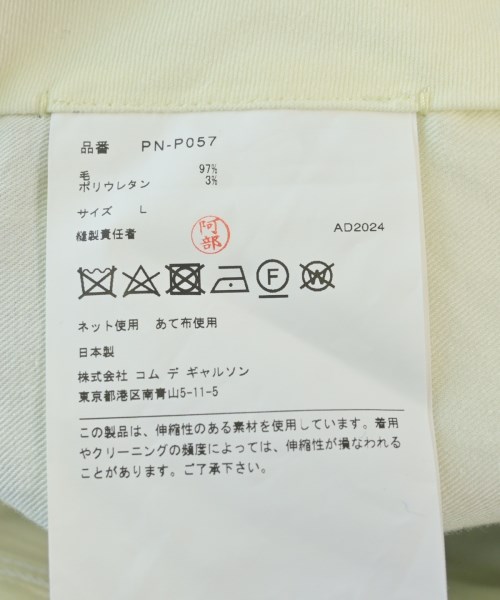 品番 PN-P057
毛 97%
ポリウレタン 3%
サイズ L
縫製責任者 阿部 AD2024
F W
ネット使用 あて布使用
日本製
株式会社 コム デ ギャルソン
東京都港区南青山5-11-5
この製品は、伸縮性のある素材を使用しています。着用
やクリーニングの頻度によっては、伸縮性が損なわれる
ことがあります。ご了承下さい。